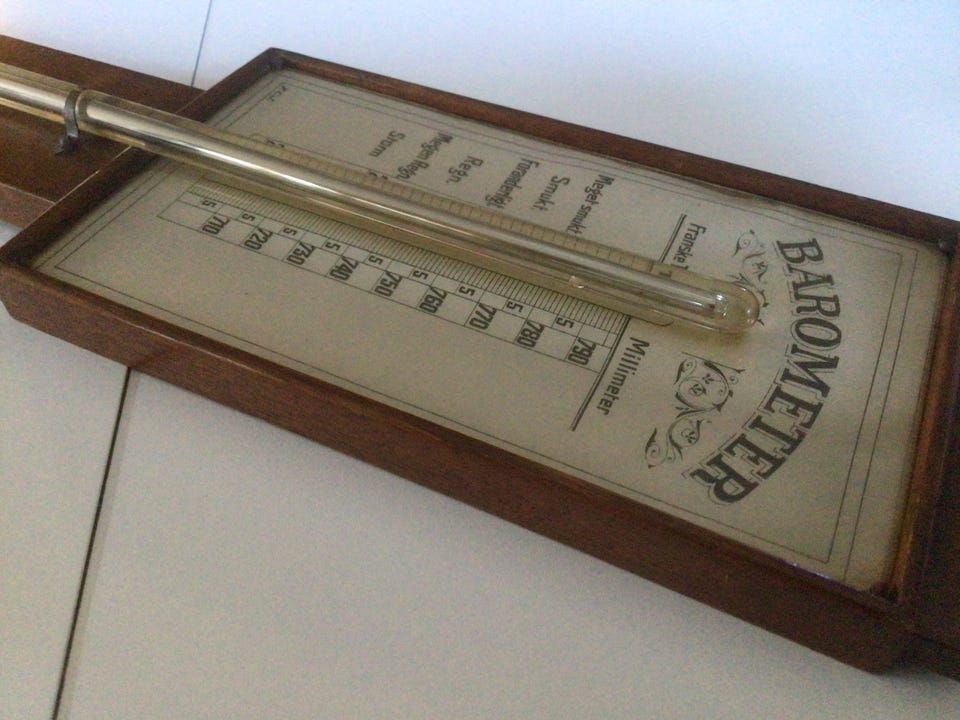 BAROMETER
Franske
Millimeter
Meget smukt
Smukt
Foranderligt
Regn.
Megen Regn.
Storm
790
5
780
5
770
5
760
5
750
5
740
5
730
5
720
5
710
5